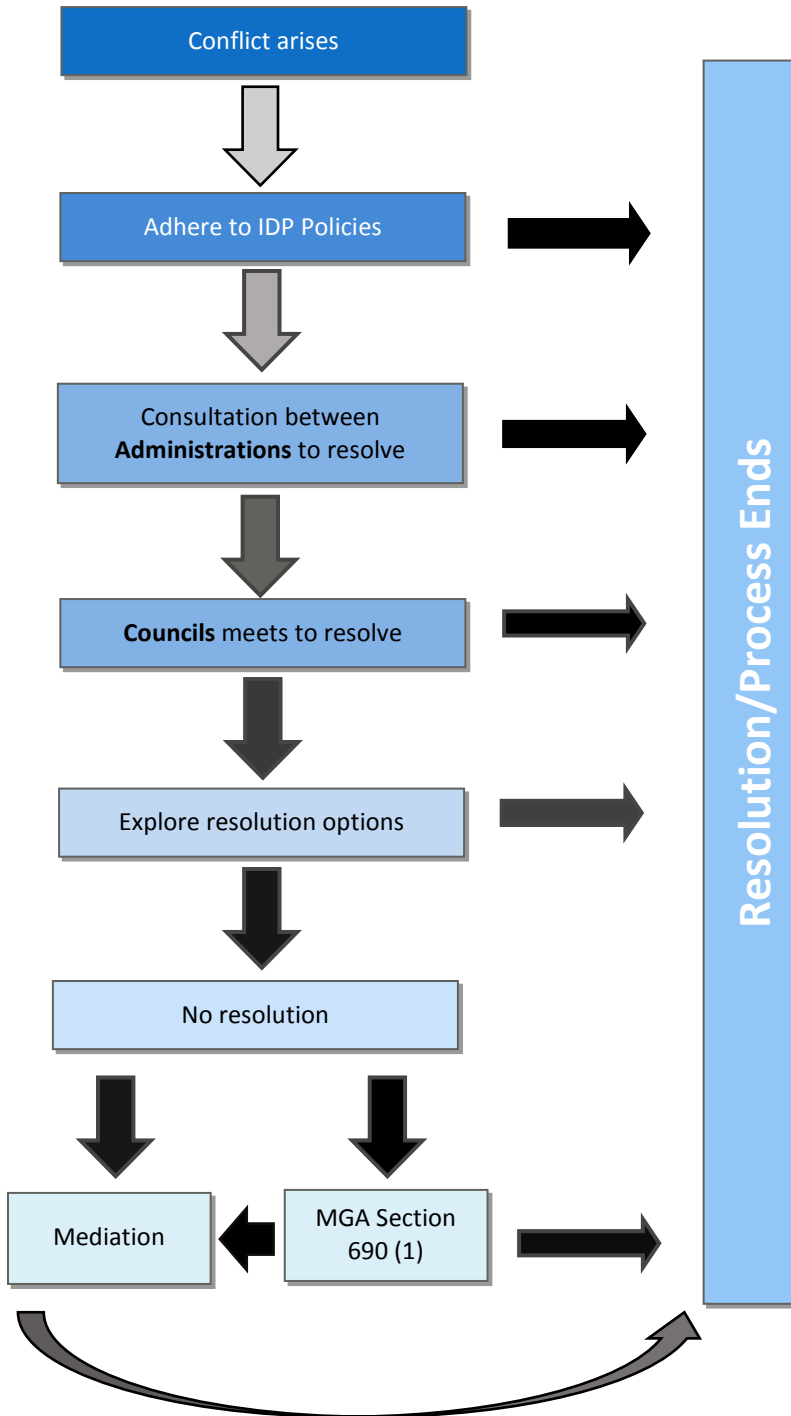 Conflict arises
Adhere to IDP Policies
Consultation between
Administrations to resolve
Councils meets to resolve
Explore resolution options
No resolution
Mediation
MGA Section
690 (1)
Resolution/Process Ends